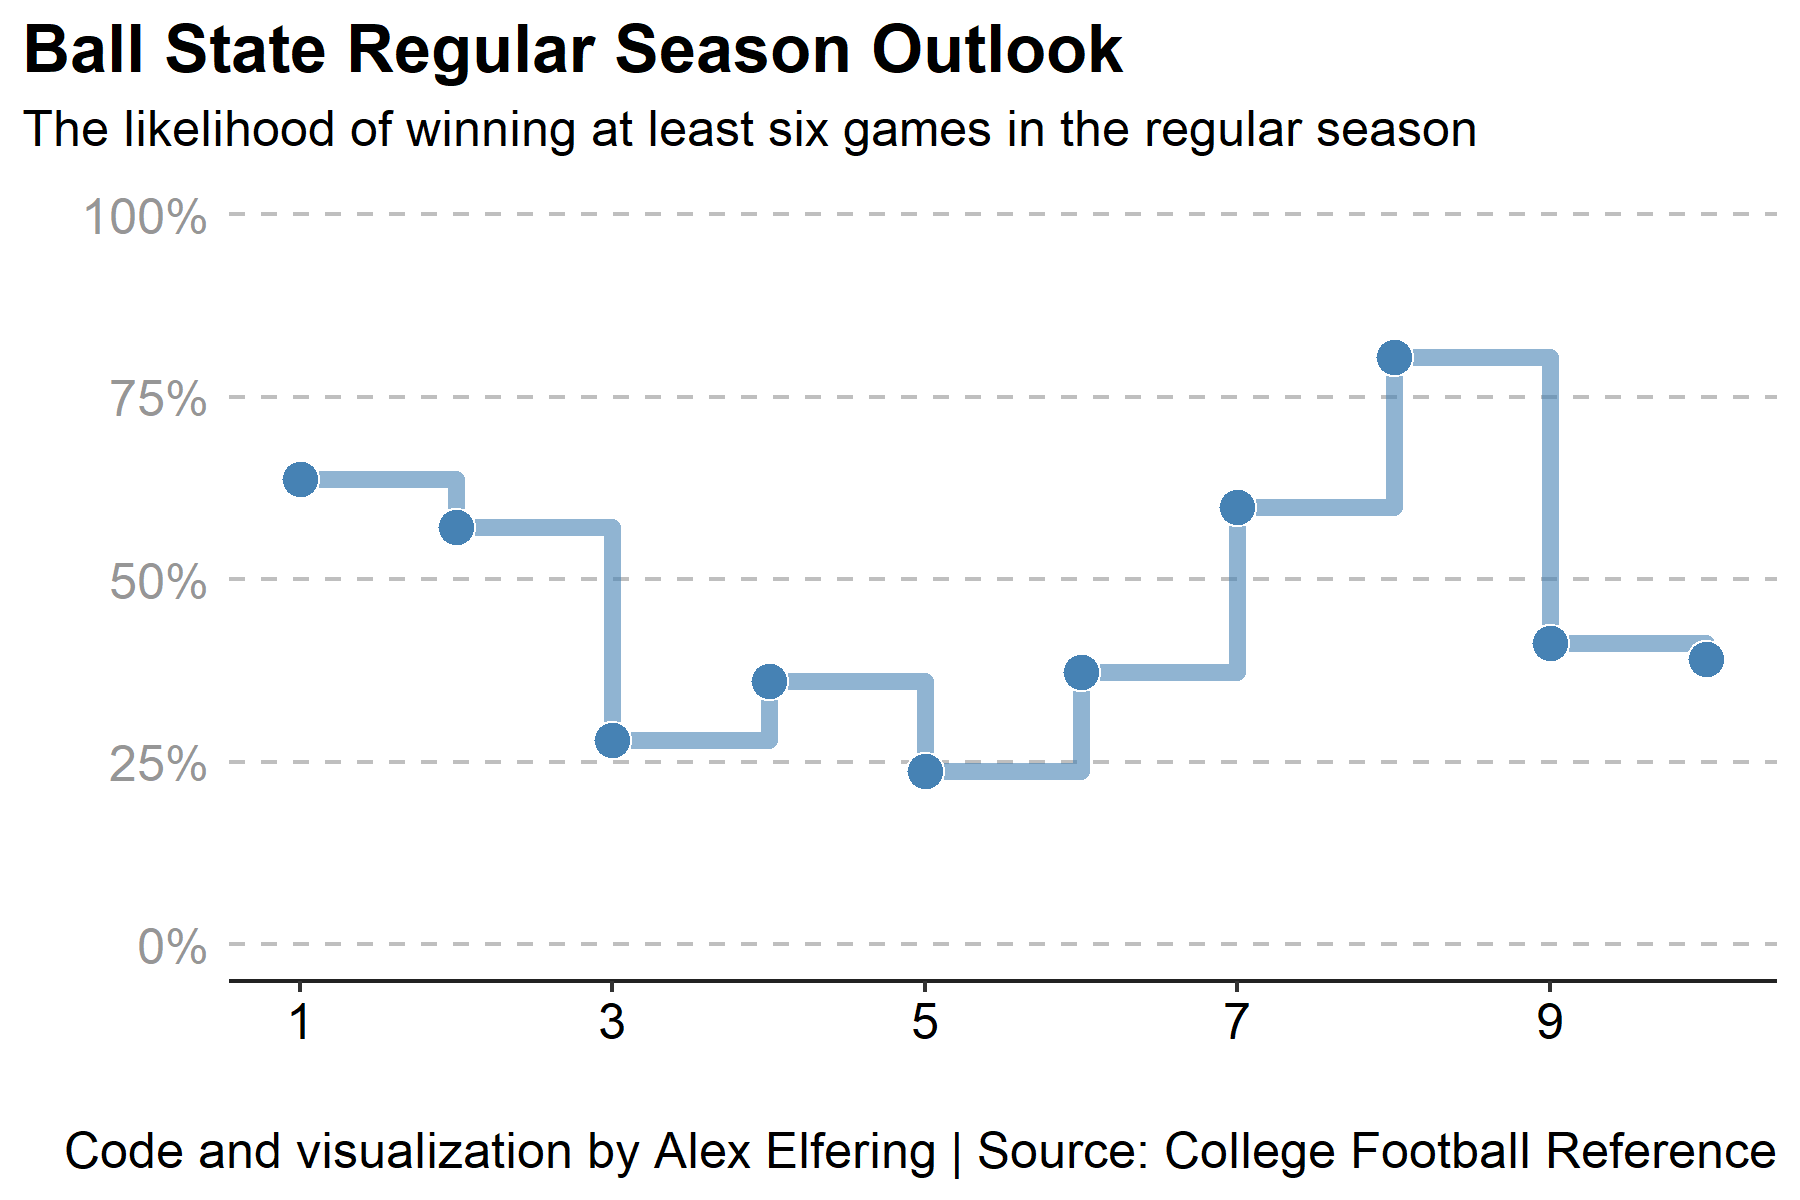 Ball State Regular Season Outlook
The likelihood of winning at least six games in the regular season
100%
75%
50%
25%
0%
1 3 5 7 9
Code and visualization by Alex Elfering | Source: College Football Reference